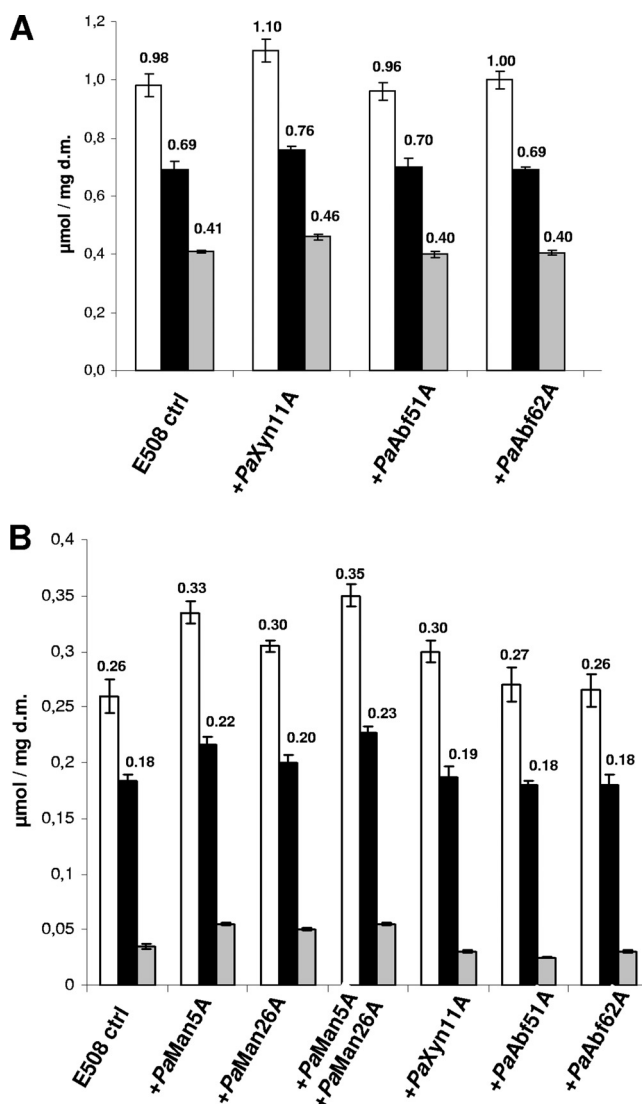 A
μmol / mg d.m.
1,2
1,0
0,8
0,6
0,4
0,2
0,0
0.98
0.69
0.41
1.10
0.76
0.46
0.96
0.70
0.40
1.00
0.69
0.40
E508 ctrl
+PaXyn11A
+PaAbf51A
+PaAbf62A
B
μmol / mg d.m.
0,4
0,35
0,3
0,25
0,2
0,15
0,1
0,05
0
0.26
0.18
0.33
0.22
0.30
0.20
0.35
0.23
0.30
0.19
0.27
0.18
0.26
0.18
E508 ctrl
+PaMan5A
+PaMan26A
+PaMan5A
+PaMan26A
+PaXyn11A
+PaAbf51A
+PaAbf62A